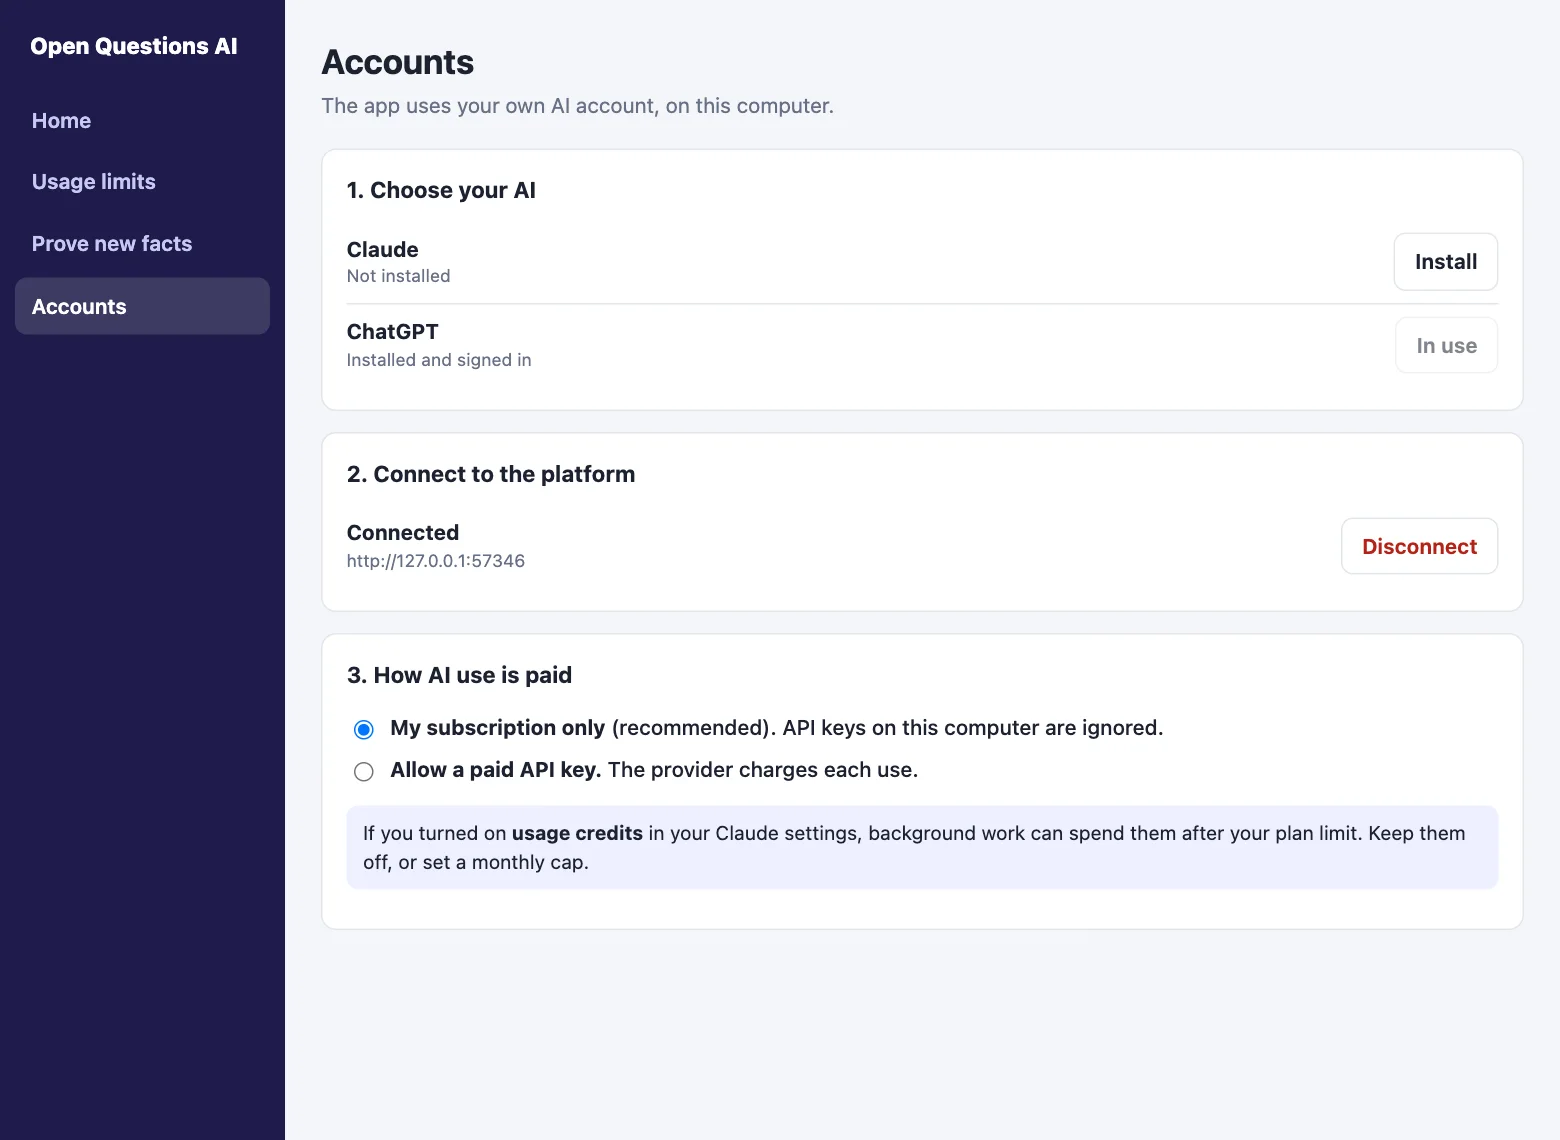 Open Questions AI
Home
Usage limits
Prove new facts
Accounts
Accounts
The app uses your own AI account, on this computer.
1. Choose your AI
Claude
Not installed
Install
ChatGPT
Installed and signed in
In use
2. Connect to the platform
Connected
http://127.0.0.1:57346
Disconnect
3. How AI use is paid
My subscription only (recommended). API keys on this computer are ignored.
Allow a paid API key. The provider charges each use.
If you turned on usage credits in your Claude settings, background work can spend them after your plan limit. Keep them
off, or set a monthly cap.